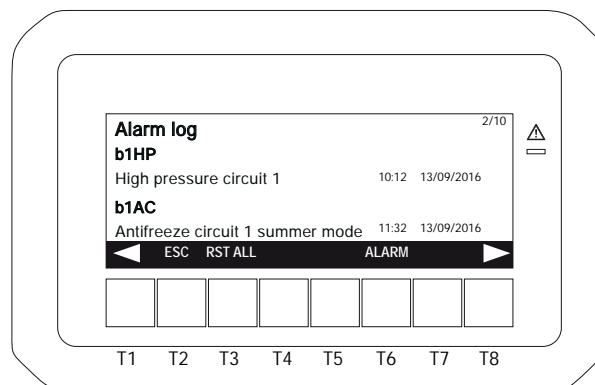 2/10
Alarm log
b1HP
High pressure circuit 1 10:12 13/09/2016
b1AC
Antifreeze circuit 1 summer mode 11:32 13/09/2016
ESC RST ALL ALARM
T1 T2 T3 T4 T5 T6 T7 T8